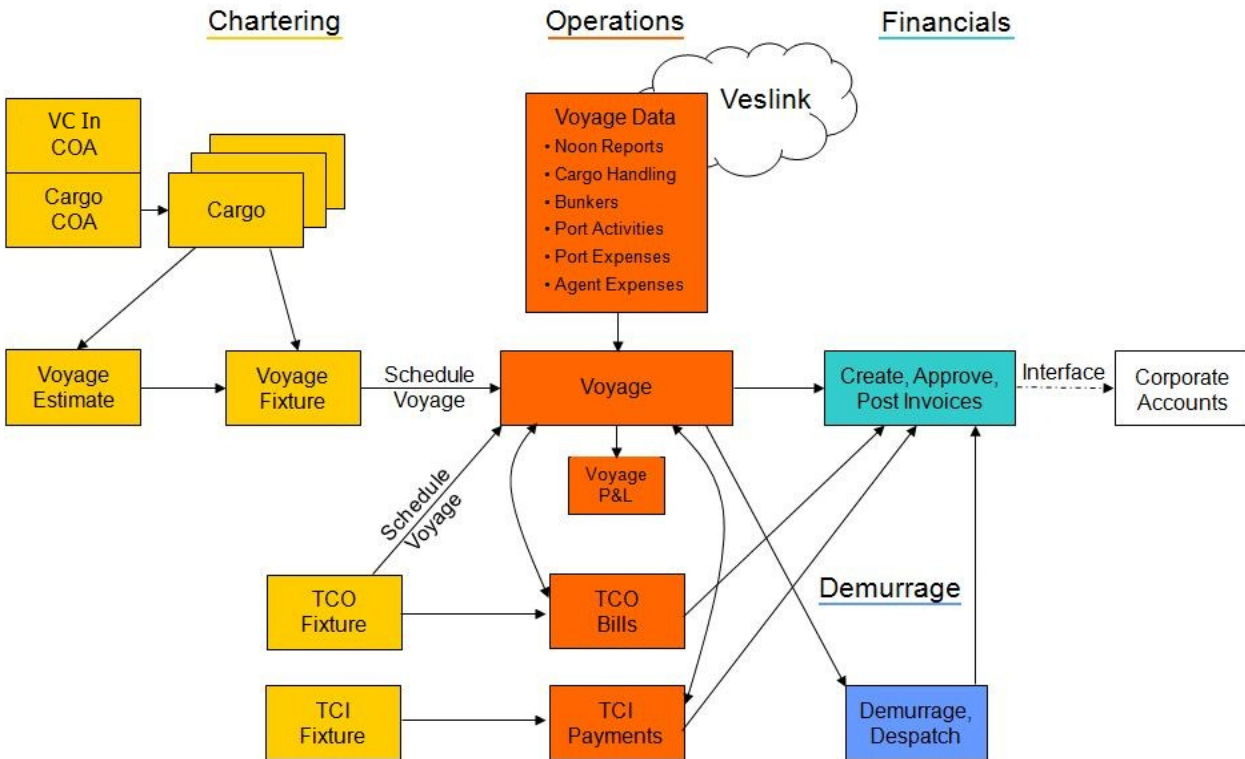 Chartering
Operations
Financials
Veslink
VC In
COA
Cargo
COA
Cargo
Voyage Data
• Noon Reports
• Cargo Handling
• Bunkers
• Port Activities
• Port Expenses
• Agent Expenses
Voyage
Estimate
Voyage
Fixture
Schedule
Voyage
Voyage
Create, Approve,
Post Invoices
Interface
Corporate
Accounts
Voyage
P&L
Schedule
Voyage
TCO
Fixture
TCO
Bills
Demurrage
TCI
Fixture
TCI
Payments
Demurrage,
Despatch